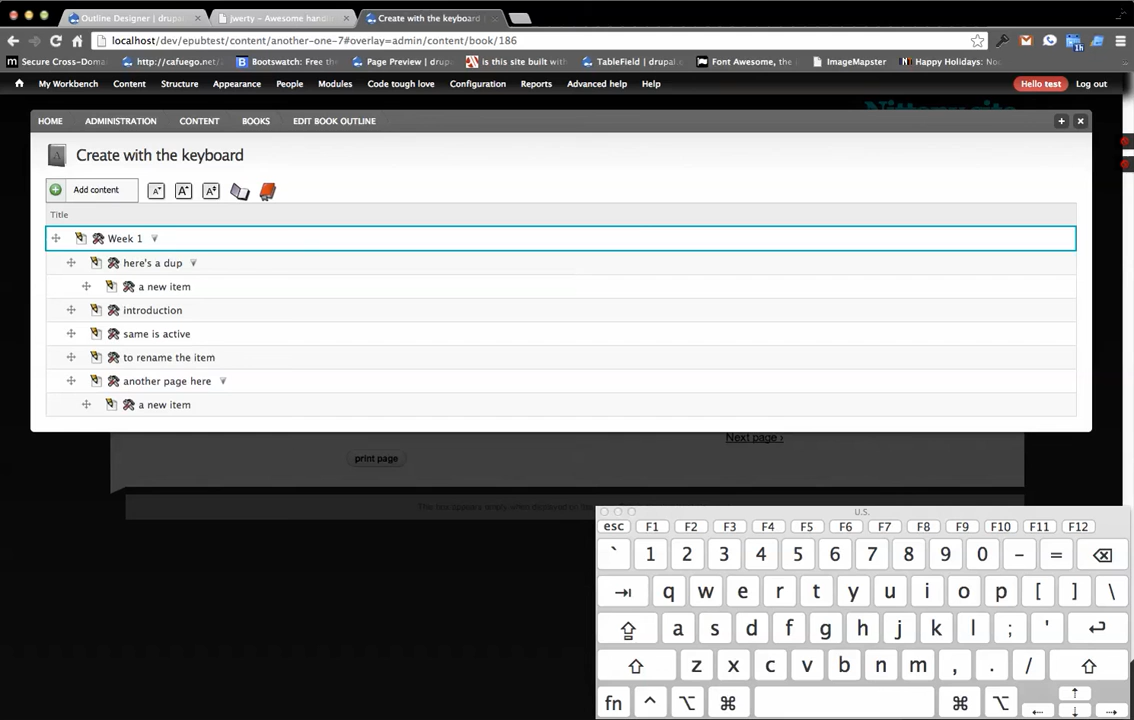 Outline Designer | drupal
jwerty – Awesome handli
Create with the keyboard
localhost/dev/epubtest/content/another-one-7#overlay=admin/content/book/186
Secure Cross-Domai
http://cafuego.net/
Bootswatch: Free the
Page Preview | drup
is this site built with
TableField | drupal.
Font Awesome, the
ImageMapster
Happy Holidays: No
1h
My Workbench Content Structure Appearance People Modules Code tough love Configuration Reports Advanced help Help Hello test Log out
HOME ADMINISTRATION CONTENT BOOKS EDIT BOOK OUTLINE
Create with the keyboard
Add content
Title
Week 1
here's a dup
a new item
introduction
same is active
to rename the item
another page here
a new item
Next page ›
print page
U.S.
esc F1 F2 F3 F4 F5 F6 F7 F8 F9 F10 F11 F12
` 1 2 3 4 5 6 7 8 9 0 - =
q w e r t y u i o p [ ] \
a s d f g h j k l ; '
z x c v b n m , . /
fn ^ ⌥ ⌘ ⌘ ⌥